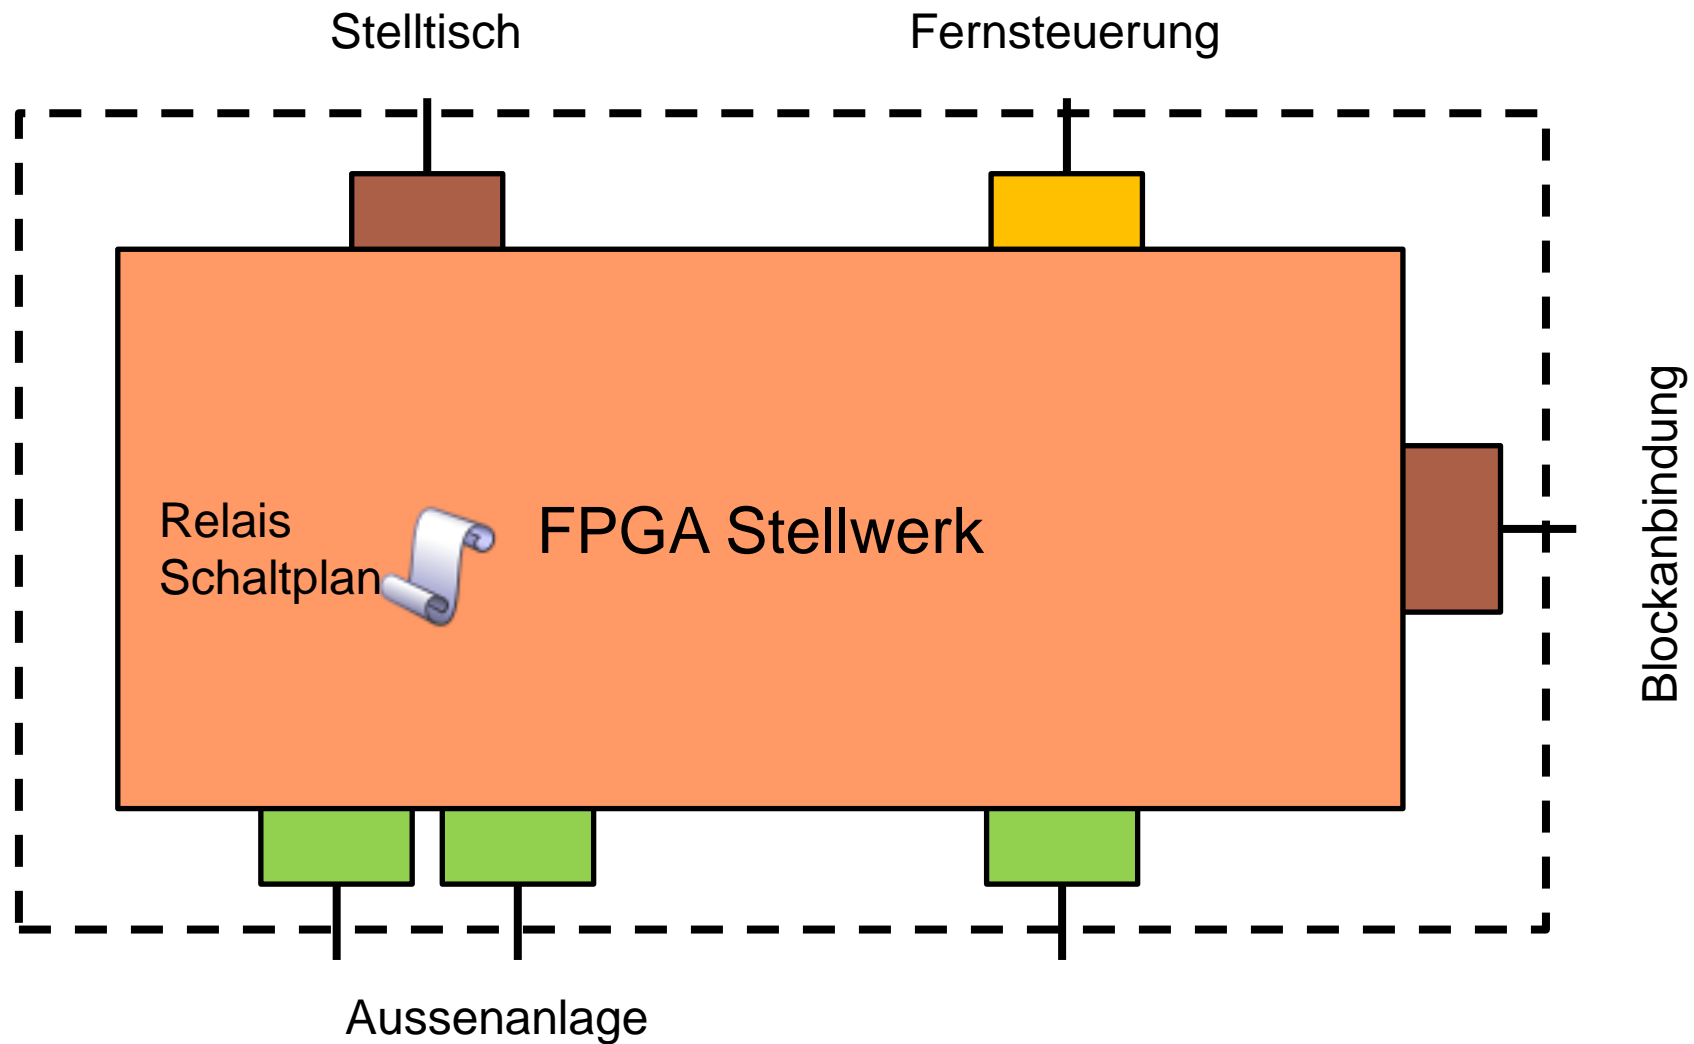 Stelltisch
Fernsteuerung
Relais
Schaltplan
FPGA Stellwerk
Blockanbindung
Aussenanlage